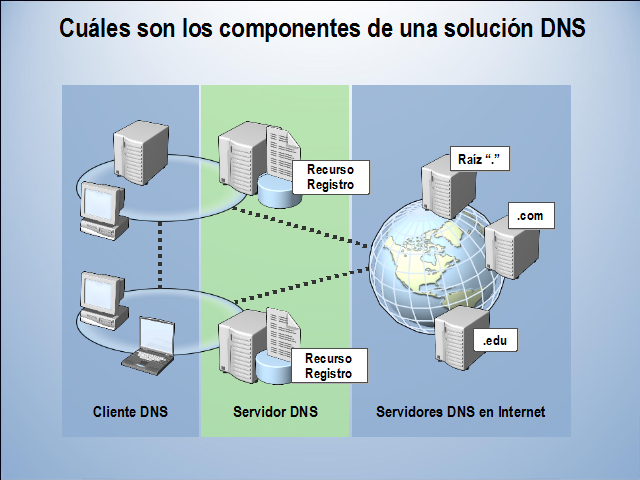 Cuáles son los componentes de una solución DNS
Raíz “.”
Recurso
Registro
.com
.edu
Recurso
Registro
Cliente DNS
Servidor DNS
Servidores DNS en Internet